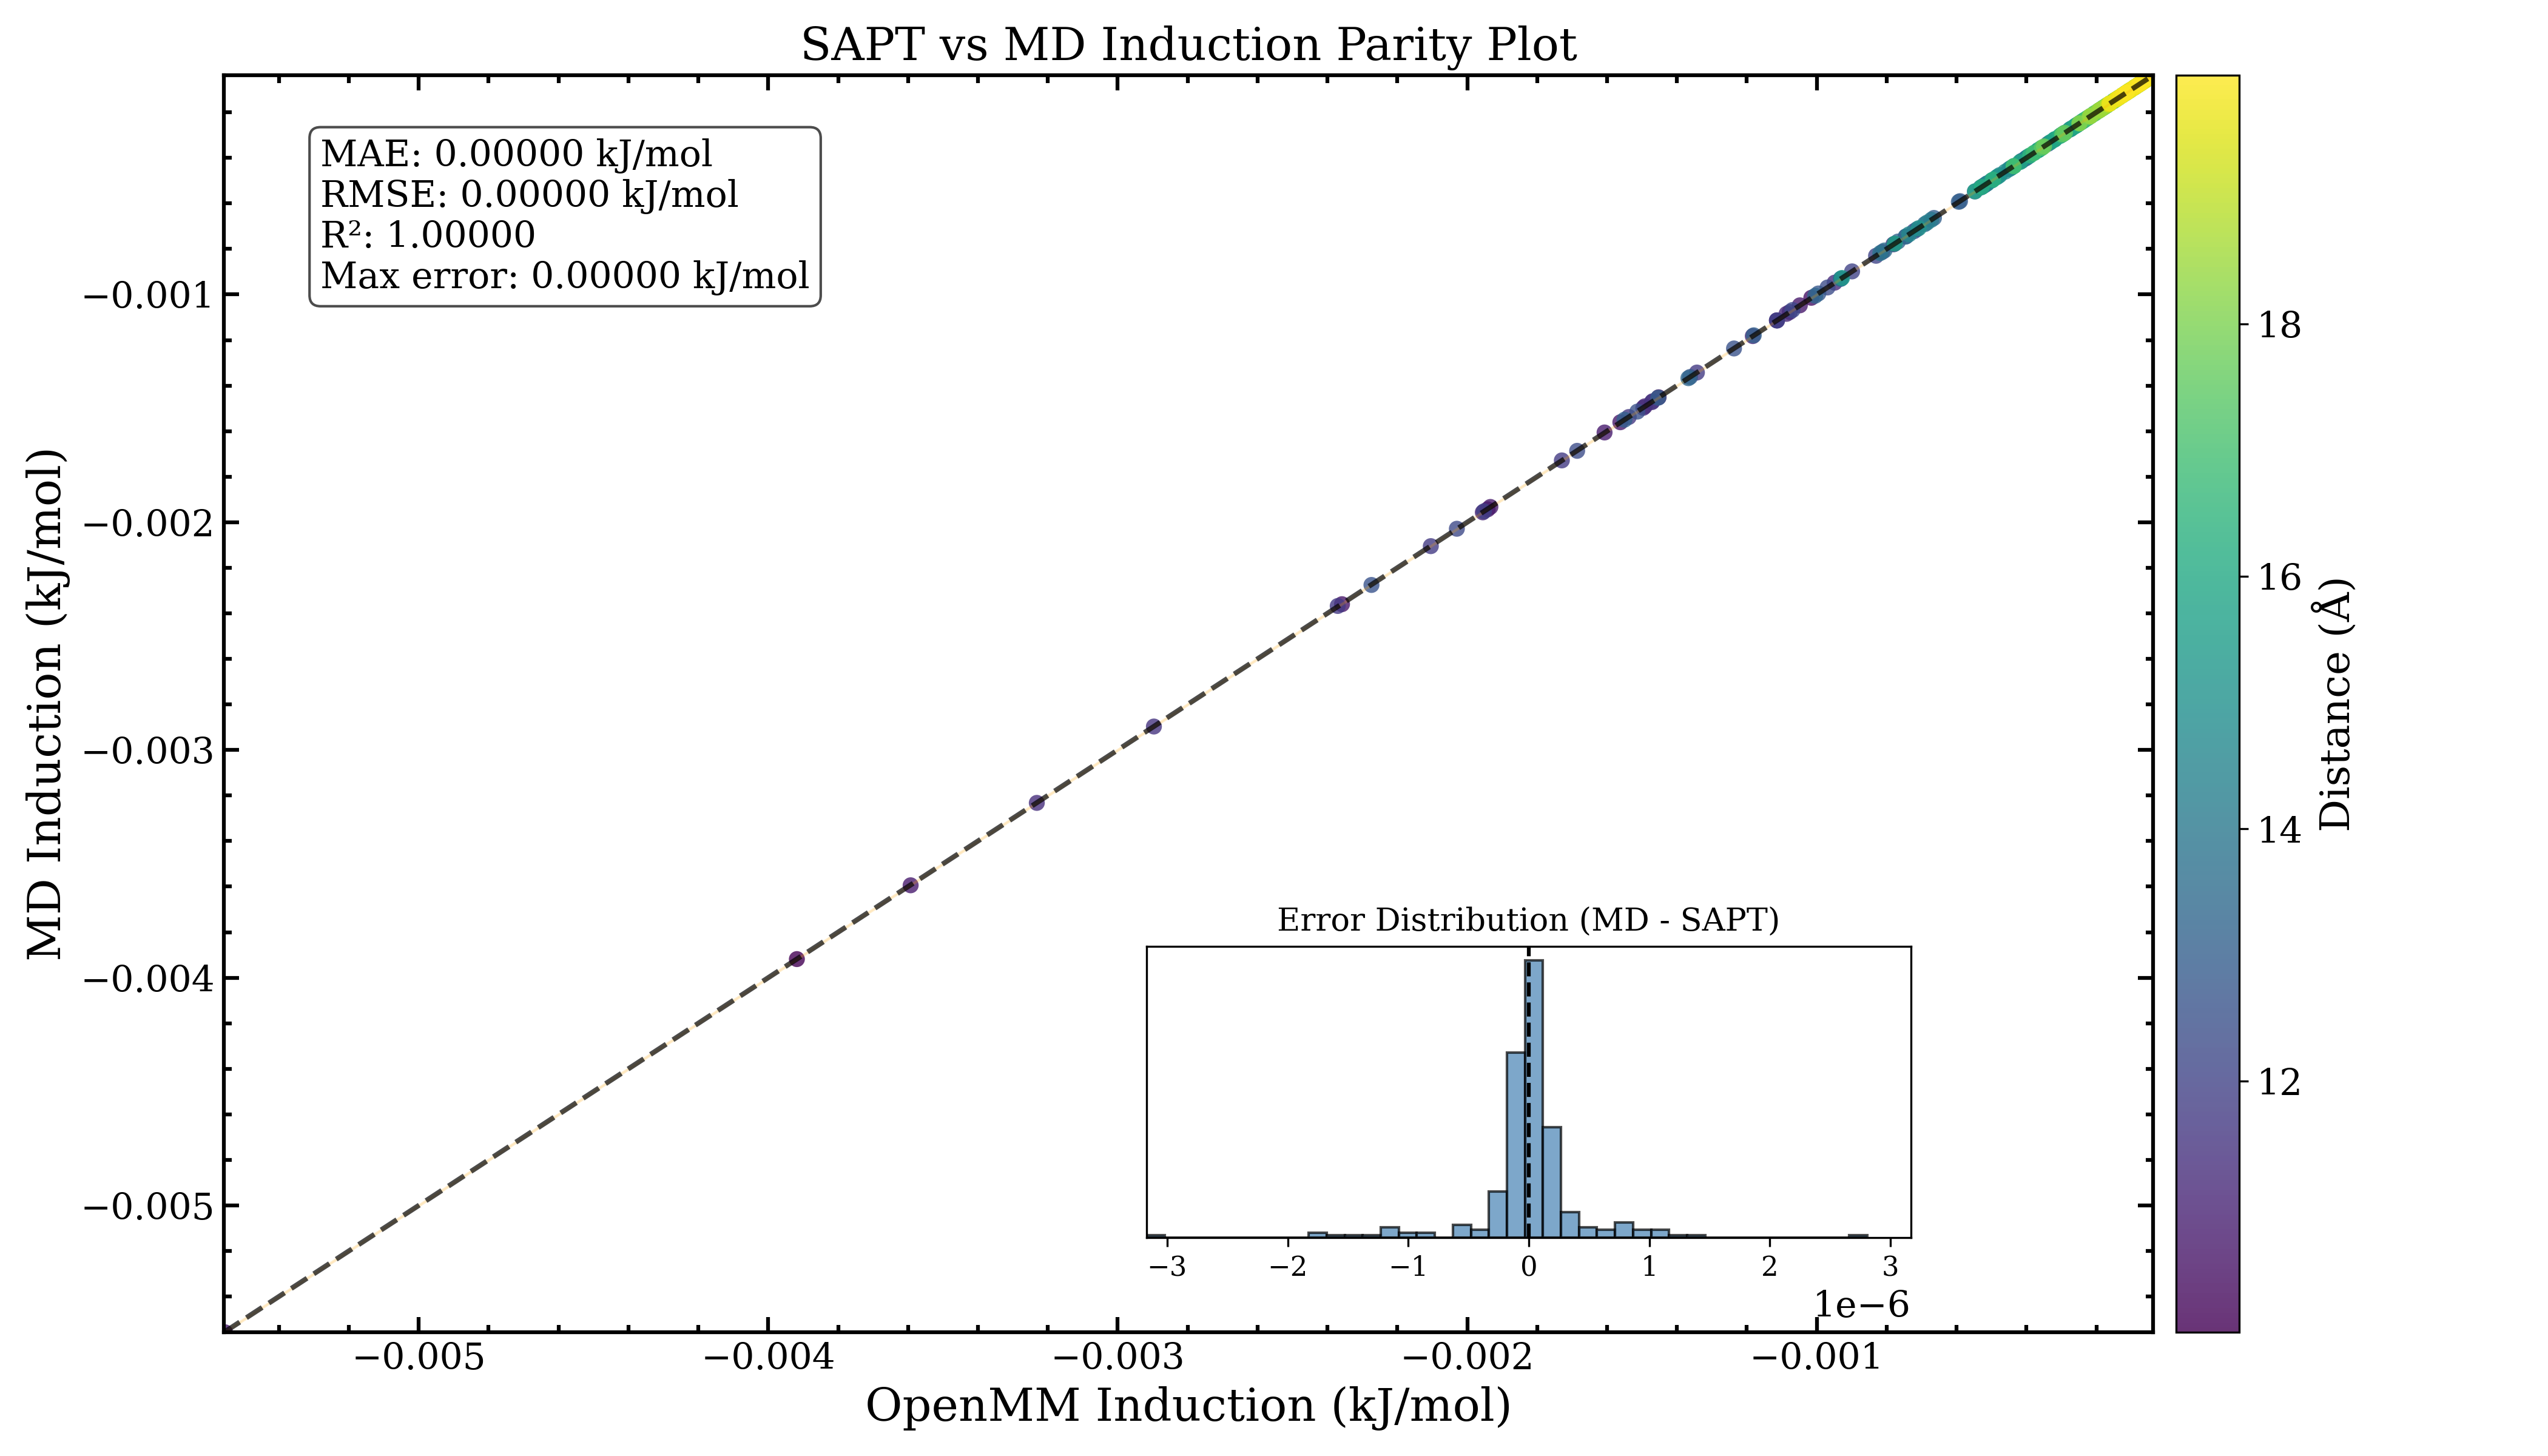 SAPT vs MD Induction Parity Plot
MAE: 0.00000 kJ/mol
RMSE: 0.00000 kJ/mol
R²: 1.00000
Max error: 0.00000 kJ/mol
MD Induction (kJ/mol)
−0.001
−0.002
−0.003
−0.004
−0.005
Error Distribution (MD - SAPT)
−3 −2 −1 0 1 2 3
1e−6
−0.005 −0.004 −0.003 −0.002 −0.001
OpenMM Induction (kJ/mol)
18
16
14
12
Distance (Å)